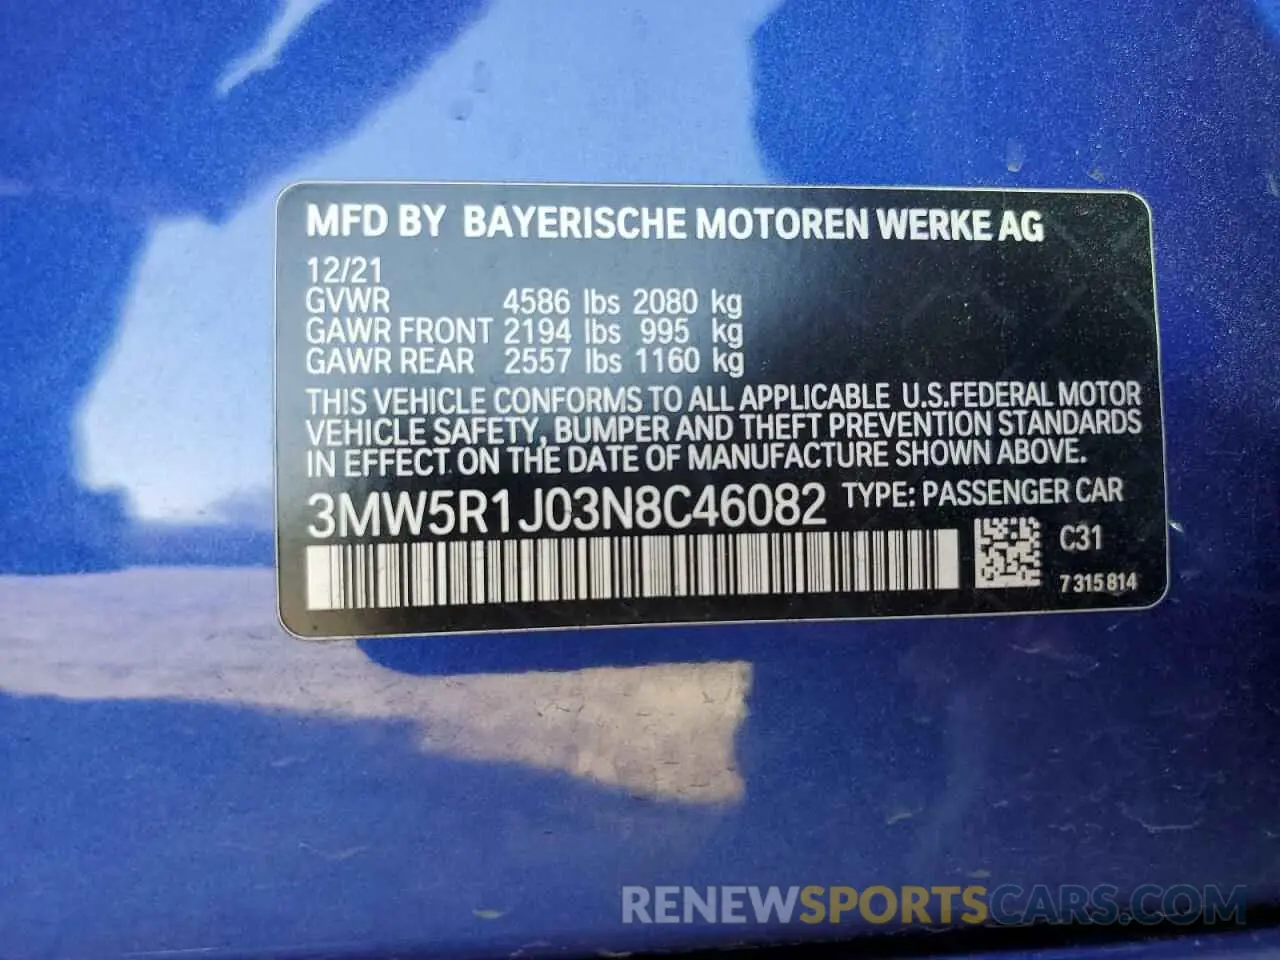 MFD BY BAYERISCHE MOTOREN WERKE AG
12/21
GVWR 4586 lbs 2080 kg
GAWR FRONT 2194 lbs 995 kg
GAWR REAR 2557 lbs 1160 kg
THIS VEHICLE CONFORMS TO ALL APPLICABLE U.S.FEDERAL MOTOR
VEHICLE SAFETY, BUMPER AND THEFT PREVENTION STANDARDS
IN EFFECT ON THE DATE OF MANUFACTURE SHOWN ABOVE.
3MW5R1J03N8C46082 TYPE: PASSENGER CAR
C31
7 315 814
RENEWSPORTSCARS.COM